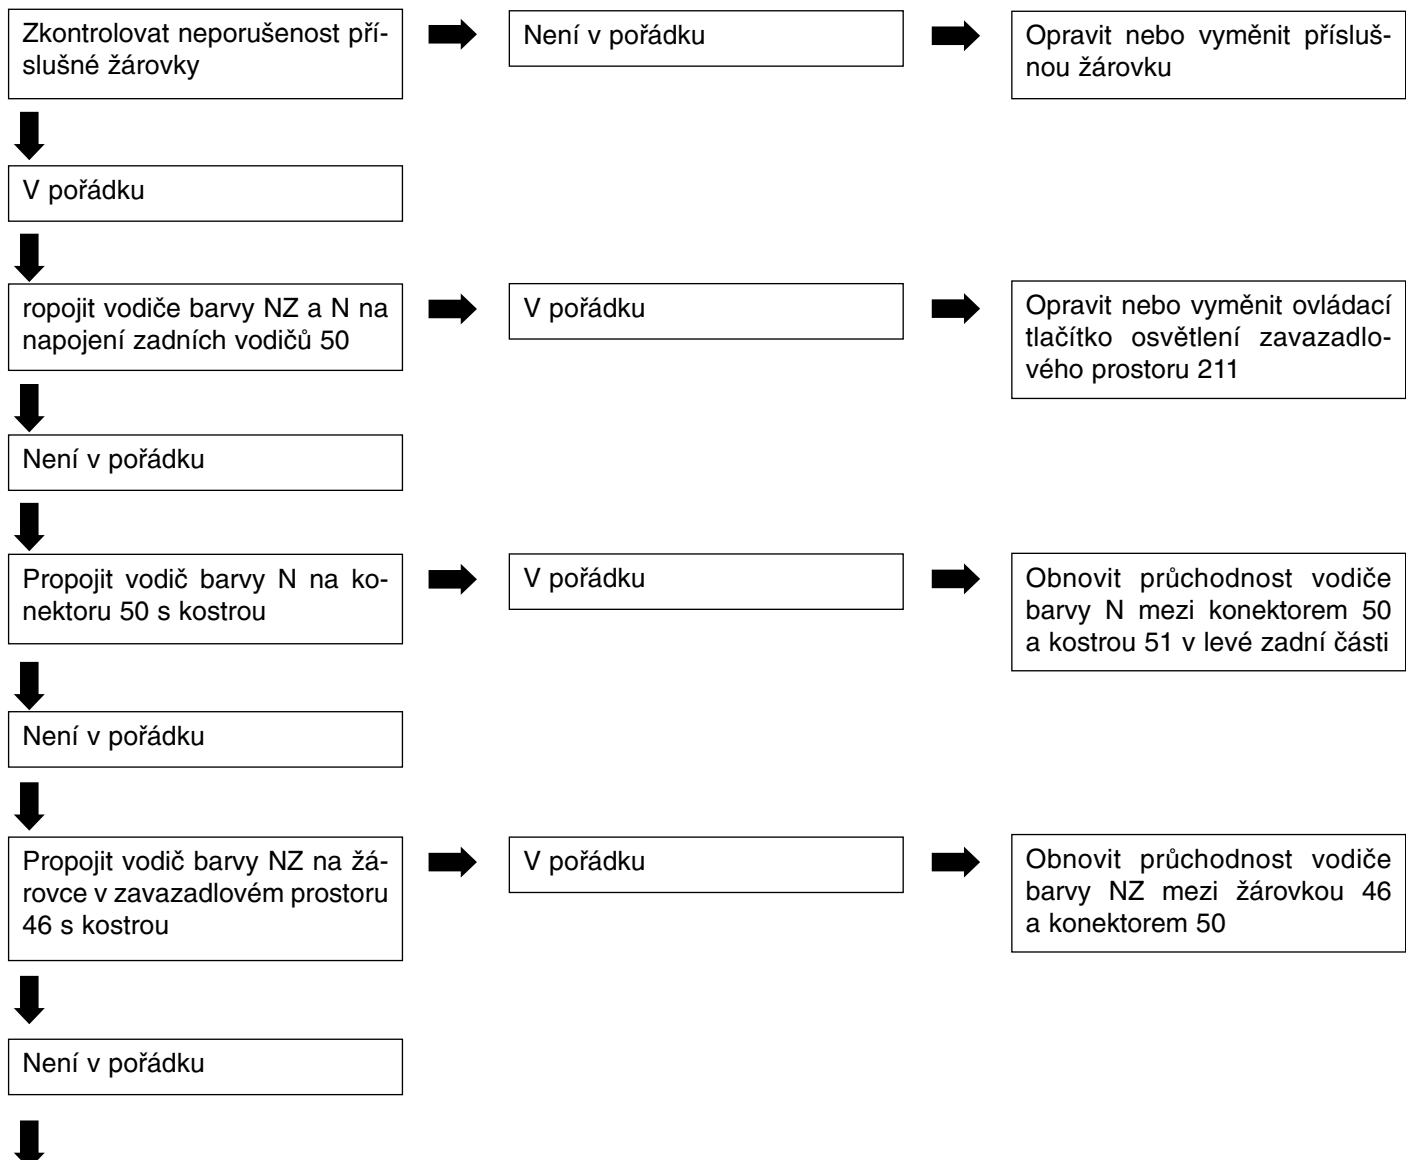 Zkontrolovat neporušenost pří-
slušné žárovky
Není v pořádku
Opravit nebo vyměnit přísluš-
nou žárovku
V pořádku
ropojit vodiče barvy NZ a N na
napojení zadních vodičů 50
V pořádku
Opravit nebo vyměnit ovládací
tlačítko osvětlení zavazadlo-
vého prostoru 211
Není v pořádku
Propojit vodič barvy N na ko-
nektoru 50 s kostrou
V pořádku
Obnovit průchodnost vodiče
barvy N mezi konektorem 50
a kostrou 51 v levé zadní části
Není v pořádku
Propojit vodič barvy NZ na žá-
rovce v zavazadlovém prostoru
46 s kostrou
V pořádku
Obnovit průchodnost vodiče
barvy NZ mezi žárovkou 46
a konektorem 50
Není v pořádku